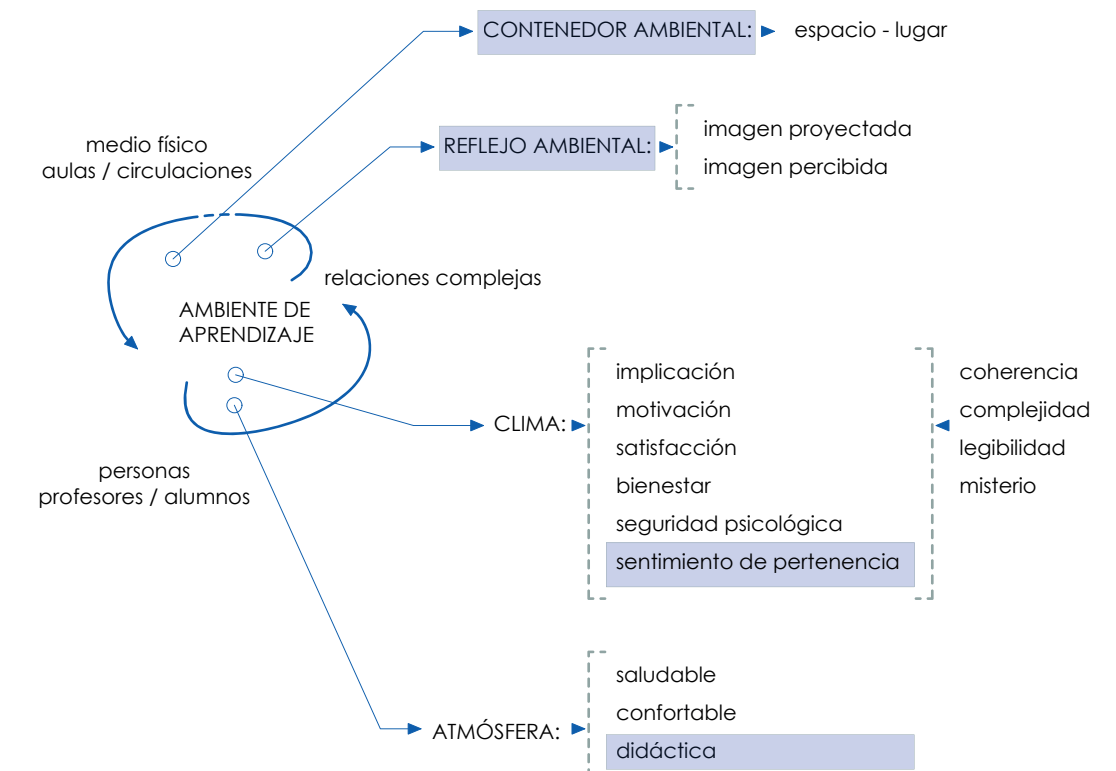 CONTENEDOR AMBIENTAL:
espacio - lugar
medio físico
aulas / circulaciones
REFLEJO AMBIENTAL:
imagen proyectada
imagen percibida
relaciones complejas
AMBIENTE DE
APRENDIZAJE
personas
profesores / alumnos
CLIMA:
implicación
motivación
satisfacción
bienestar
seguridad psicológica
sentimiento de pertenencia
coherencia
complejidad
legibilidad
misterio
ATMÓSFERA:
saludable
confortable
didáctica